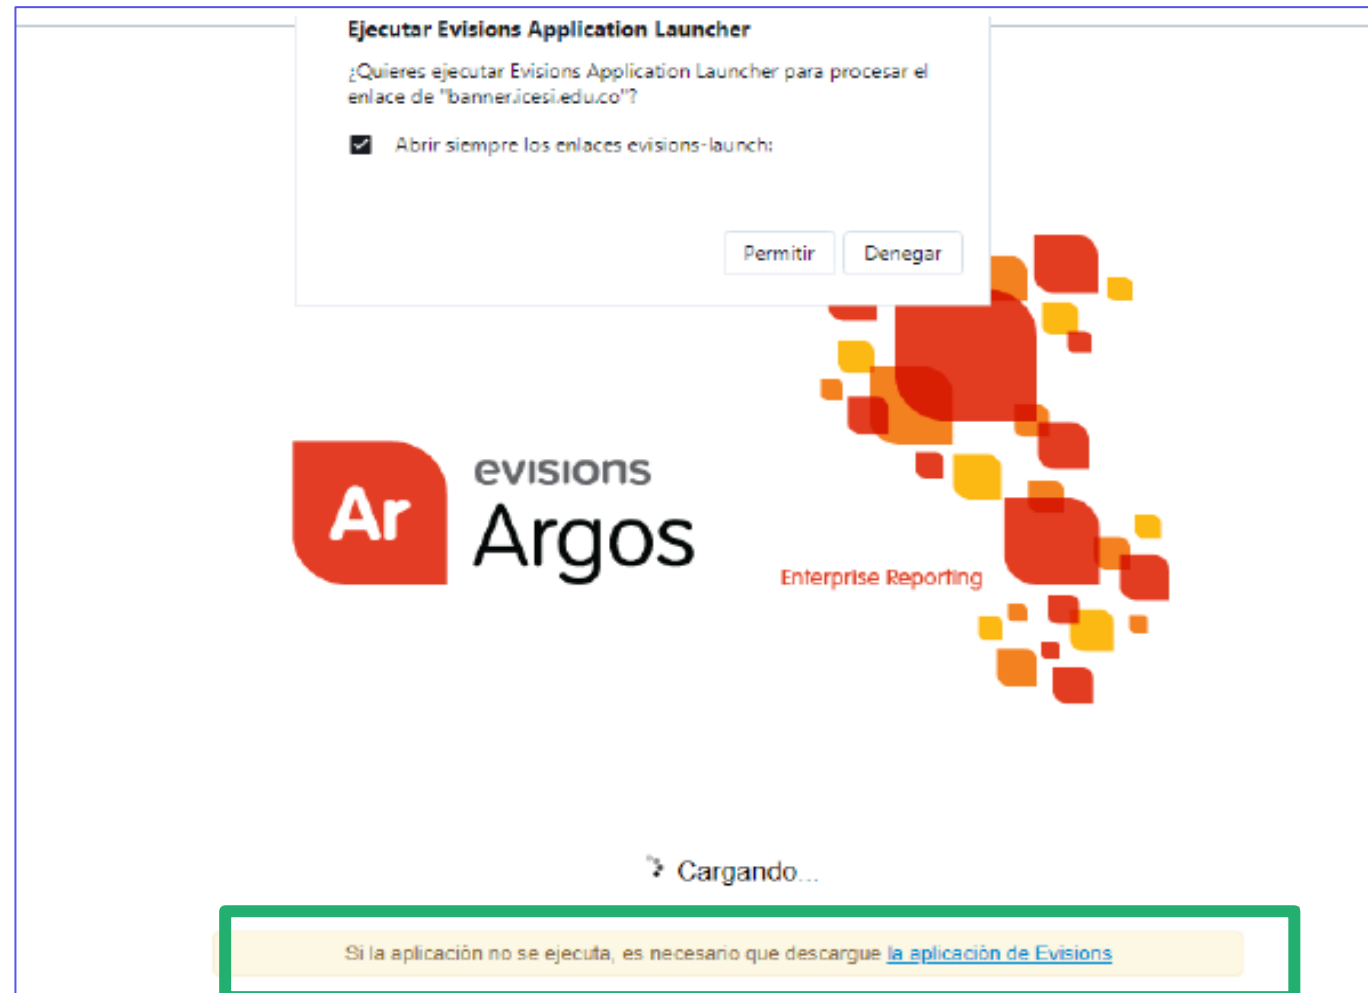 Ejecutar Evisions Application Launcher
¿Quieres ejecutar Evisions Application Launcher para procesar el
enlace de "banner.icesi.edu.co"?
Abrir siempre los enlaces evisions-launch:
Permitir
Denegar
Ar
evisions
Argos
Enterprise Reporting
Cargando...
Si la aplicación no se ejecuta, es necesario que descargue la aplicación de Evisions